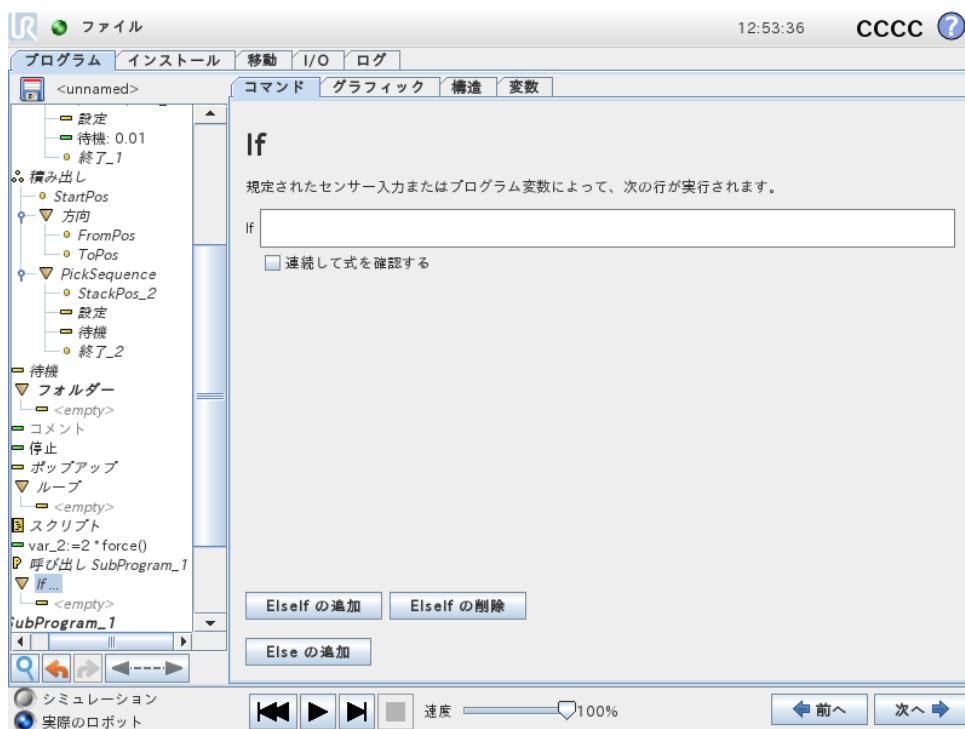 UR ファイル 12:53:36 CCCC ?
プログラム インストール 移動 I/O ログ
<unnamed>
コマンド グラフィック 構造 変数
設定
待機: 0.01
終了_1
積み出し
StartPos
方向
FromPos
ToPos
PickSequence
StackPos_2
設定
待機
終了_2
待機
フォルダー
<empty>
コメント
停止
ポップアップ
ループ
<empty>
スクリプト
var_2:=2*force()
呼び出し SubProgram_1
If...
<empty>
SubProgram_1
If
規定されたセンサー入力またはプログラム変数によって、次の行が実行されます。
If
連続して式を確認する
ElseIf の追加 ElseIf の削除
Else の追加
シミュレーション
実際のロボット
速度 100%
前へ 次へ